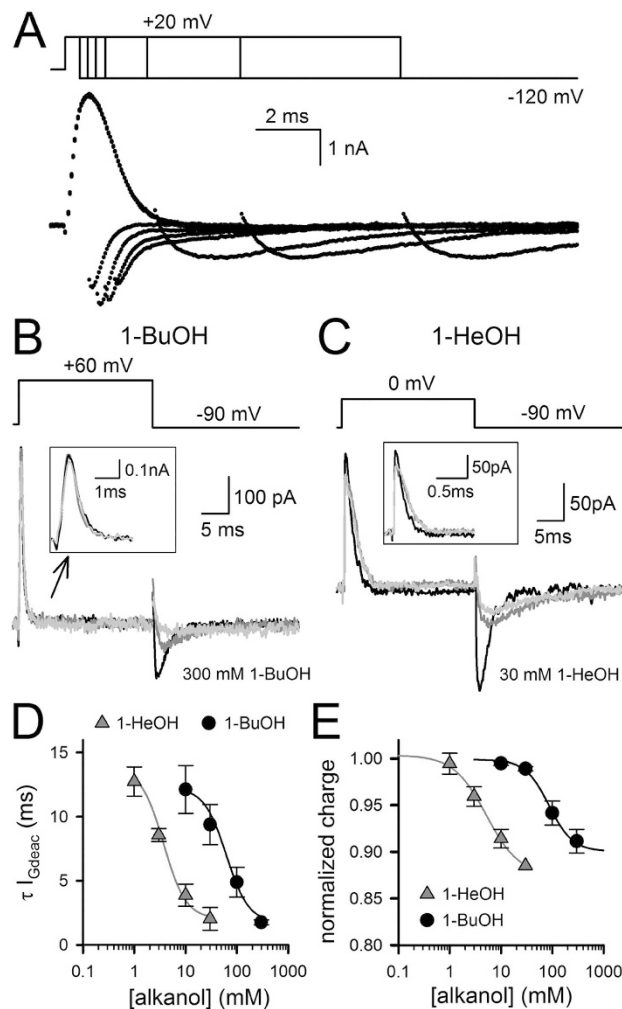 A
+20 mV
-120 mV
2 ms
1 nA
B
1-BuOH
+60 mV
-90 mV
0.1nA
1ms
100 pA
5 ms
300 mM 1-BuOH
C
1-HeOH
0 mV
-90 mV
50pA
0.5ms
50pA
5ms
30 mM 1-HeOH
D
1-HeOH
1-BuOH
τ IGdeac (ms)
15
10
5
0
0.1 1 10 100 1000
[alkanol] (mM)
E
normalized charge
1.00
0.95
0.90
0.85
0.80
1-HeOH
1-BuOH
0.1 1 10 100 1000
[alkanol] (mM)